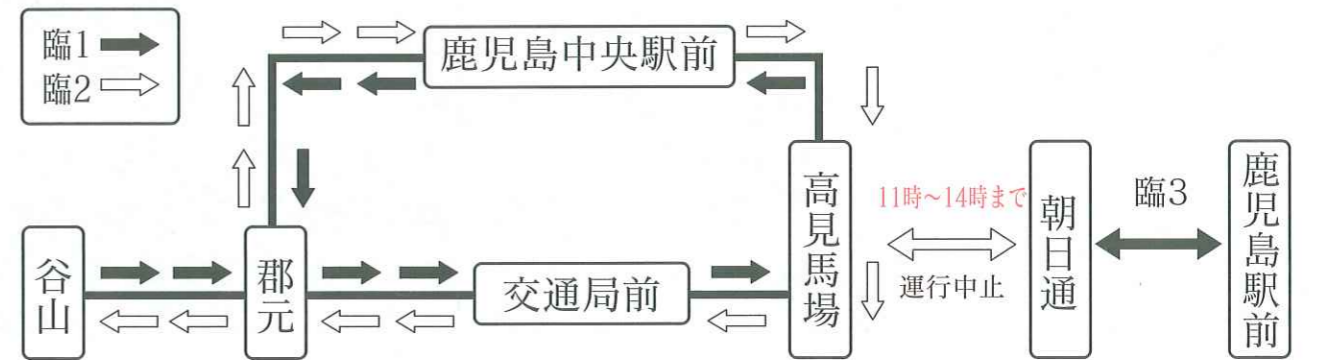 臨1
臨2
鹿児島中央駅前
谷山
郡元
交通局前
高見馬場
11時～14時まで
運行中止
朝日通
臨3
鹿児島駅前